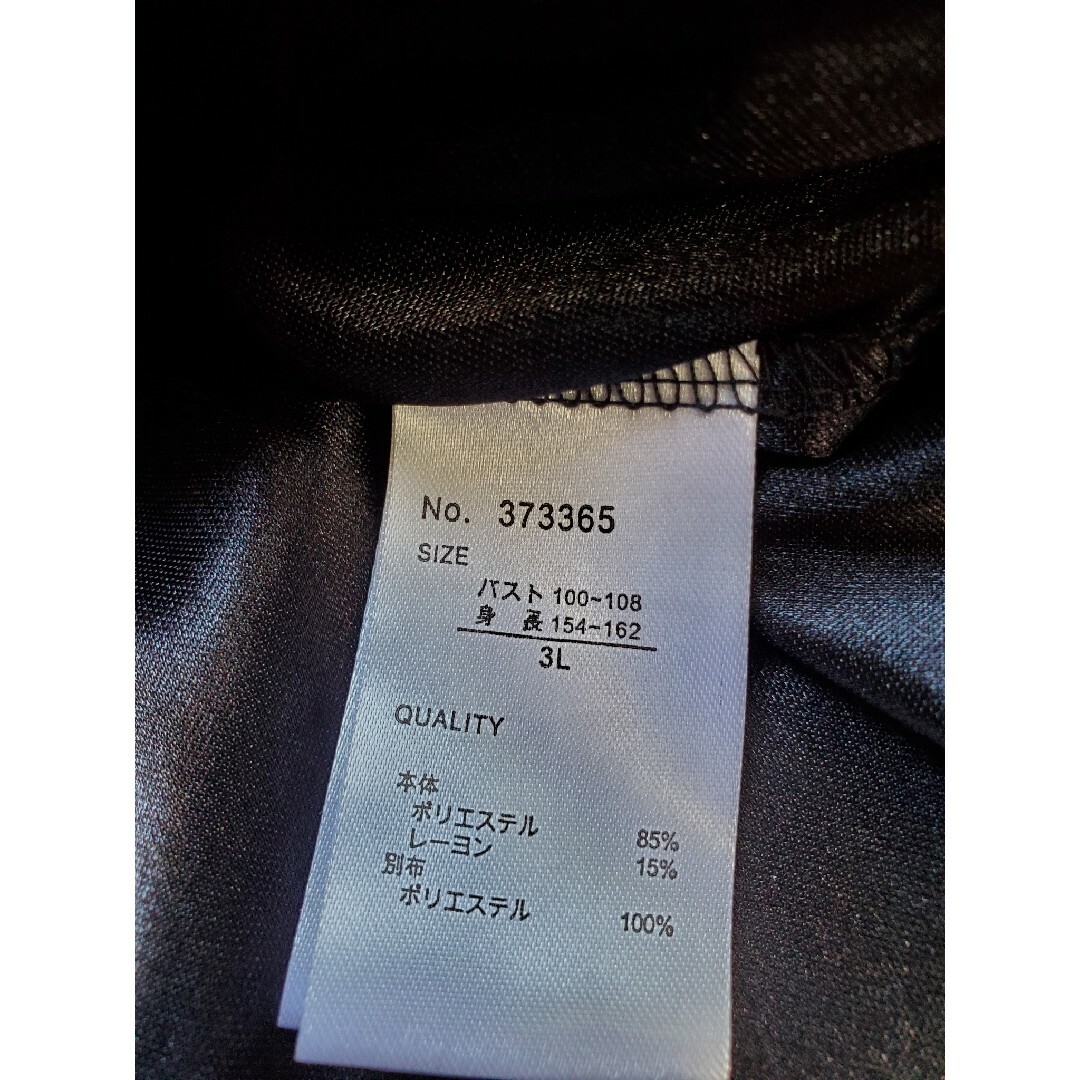 No. 373365
SIZE
バスト 100~108
身 長 154~162
3L
QUALITY
本体
ポリエステル 85%
レーヨン 15%
別布
ポリエステル 100%